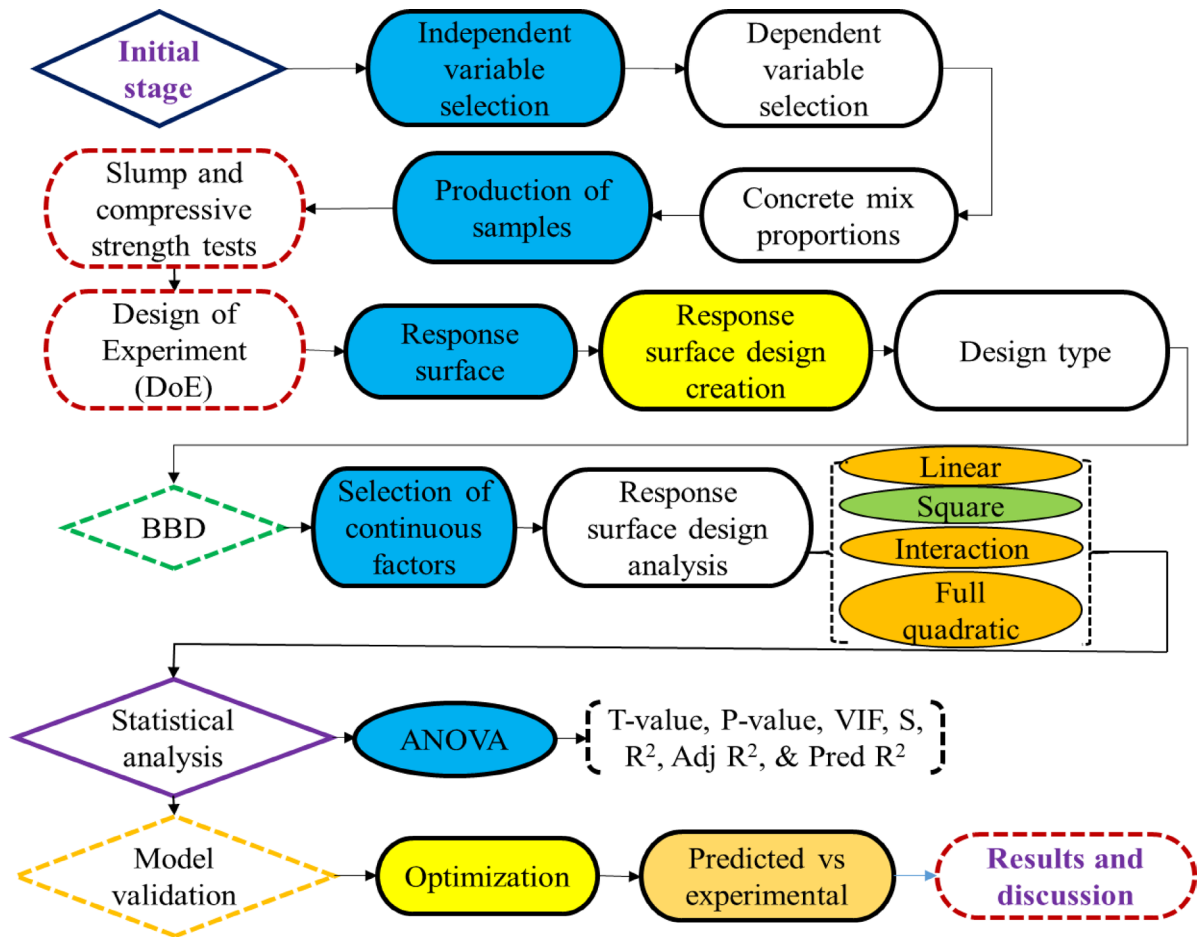 Initial
stage
Independent
variable
selection
Dependent
variable
selection
Slump and
compressive
strength tests
Production of
samples
Concrete mix
proportions
Design of
Experiment
(DoE)
Response
surface
Response
surface design
creation
Design type
BBD
Selection of
continuous
factors
Response
surface design
analysis
Linear
Square
Interaction
Full
quadratic
Statistical
analysis
ANOVA
T-value, P-value, VIF, S,
R², Adj R², & Pred R²
Model
validation
Optimization
Predicted vs
experimental
Results and
discussion